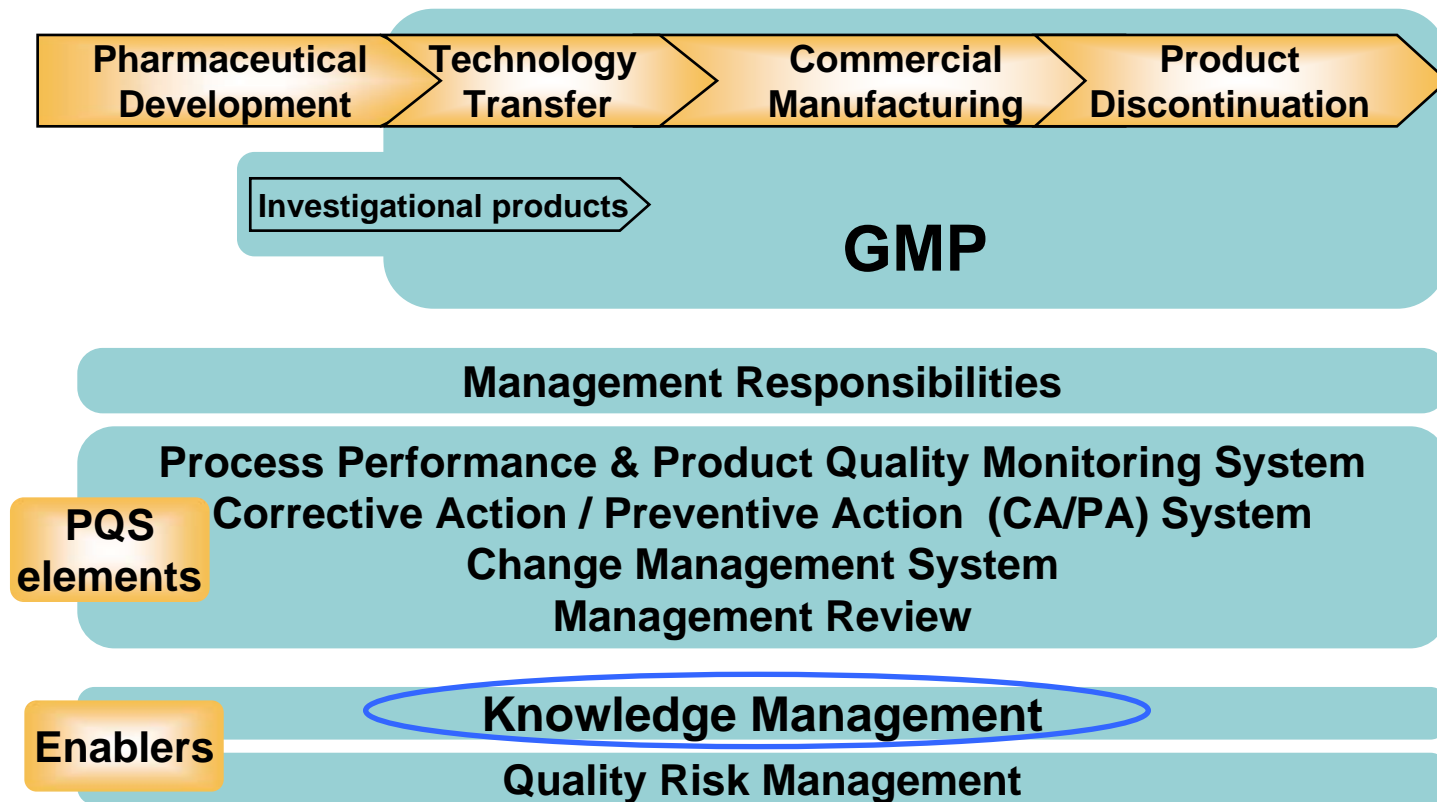 Pharmaceutical
Development
Technology
Transfer
Commercial
Manufacturing
Product
Discontinuation
Investigational products
GMP
Management Responsibilities
Process Performance & Product Quality Monitoring System
Corrective Action / Preventive Action (CA/PA) System
Change Management System
Management Review
PQS
elements
Knowledge Management
Enablers
Quality Risk Management